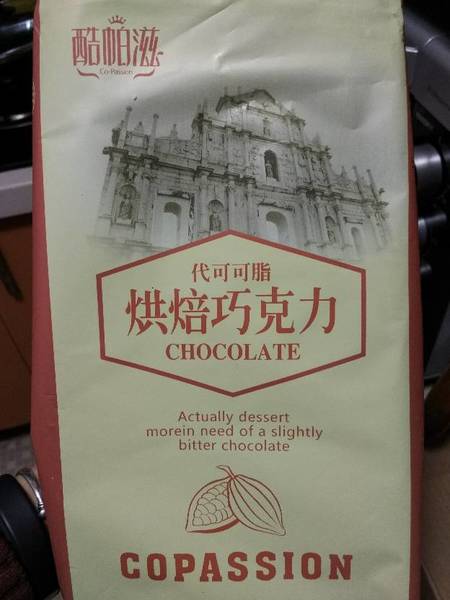 酷帕滋
Co-Passion
代可可脂
烘焙巧克力
CHOCOLATE
Actually dessert
morein need of a slightly
bitter chocolate
COPASSION